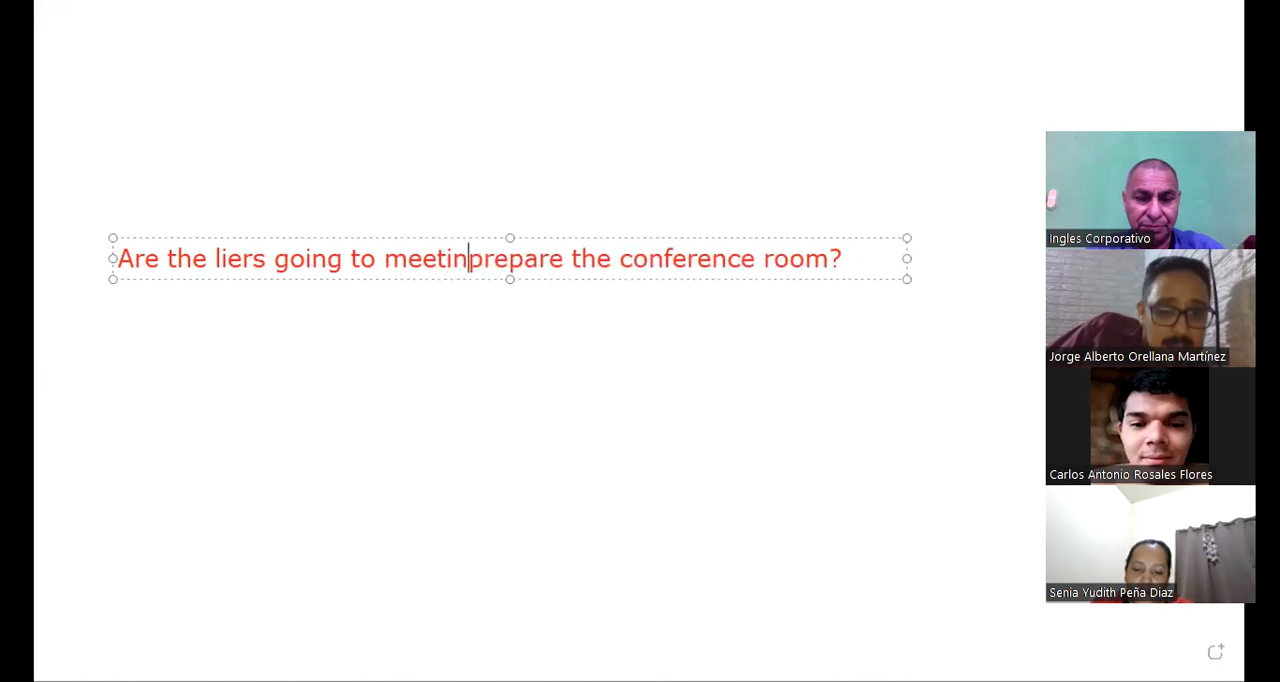 Are the liers going to meetinprepare the conference room?
Ingles Corporativo
Jorge Alberto Orellana Martínez
Carlos Antonio Rosales Flores
Senia Yudith Peña Diaz